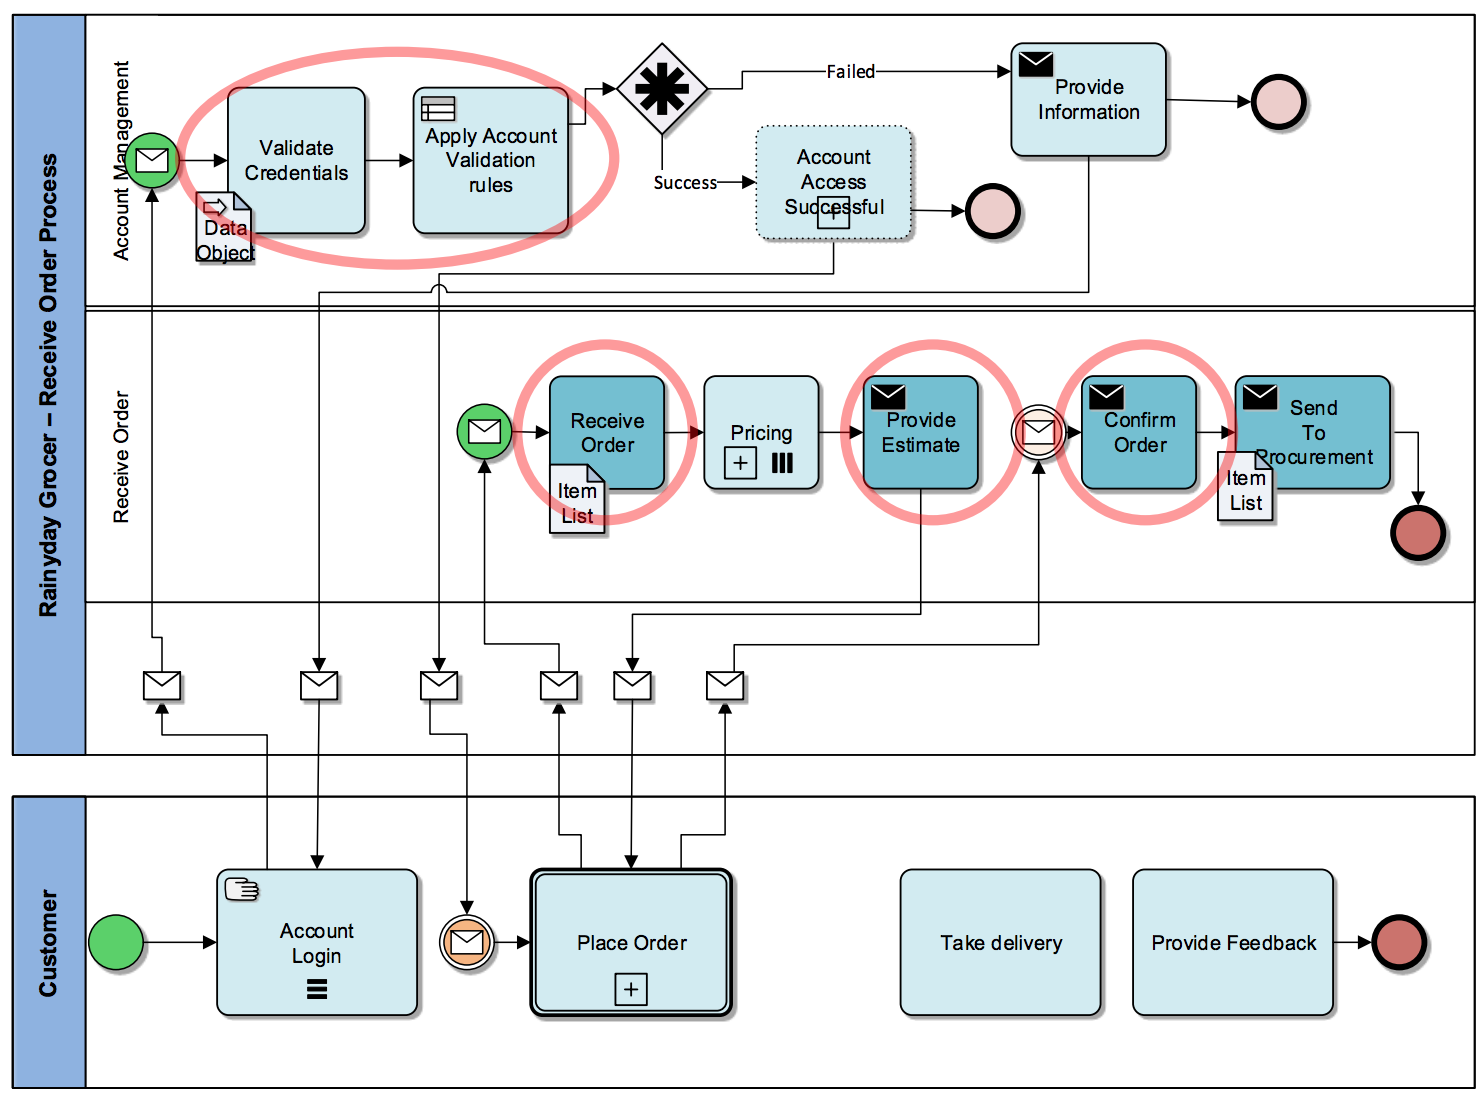 Rainyday Grocer – Receive Order Process
Account Management
Validate
Credentials
Data
Object
Apply Account
Validation
rules
Failed
Success
Account
Access
Successful
Provide
Information
Receive Order
Receive
Order
Item
List
Pricing
Provide
Estimate
Confirm
Order
Send
To
Procurement
Item
List
Customer
Account
Login
Place Order
Take delivery
Provide Feedback